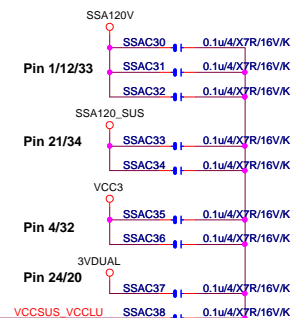 SSA120V
SSAC30 0.1u/4/X7R/16V/K
Pin 1/12/33 SSAC31 0.1u/4/X7R/16V/K
SSAC32 0.1u/4/X7R/16V/K
SSA120_SUS
Pin 21/34 SSAC33 0.1u/4/X7R/16V/K
SSAC34 0.1u/4/X7R/16V/K
VCC3
SSAC35 0.1u/4/X7R/16V/K
Pin 4/32
SSAC36 0.1u/4/X7R/16V/K
3VDUAL
Pin 24/20
SSAC37 0.1u/4/X7R/16V/K
VCCSUS_VCCLU SSAC38 0.1u/4/X7R/16V/K